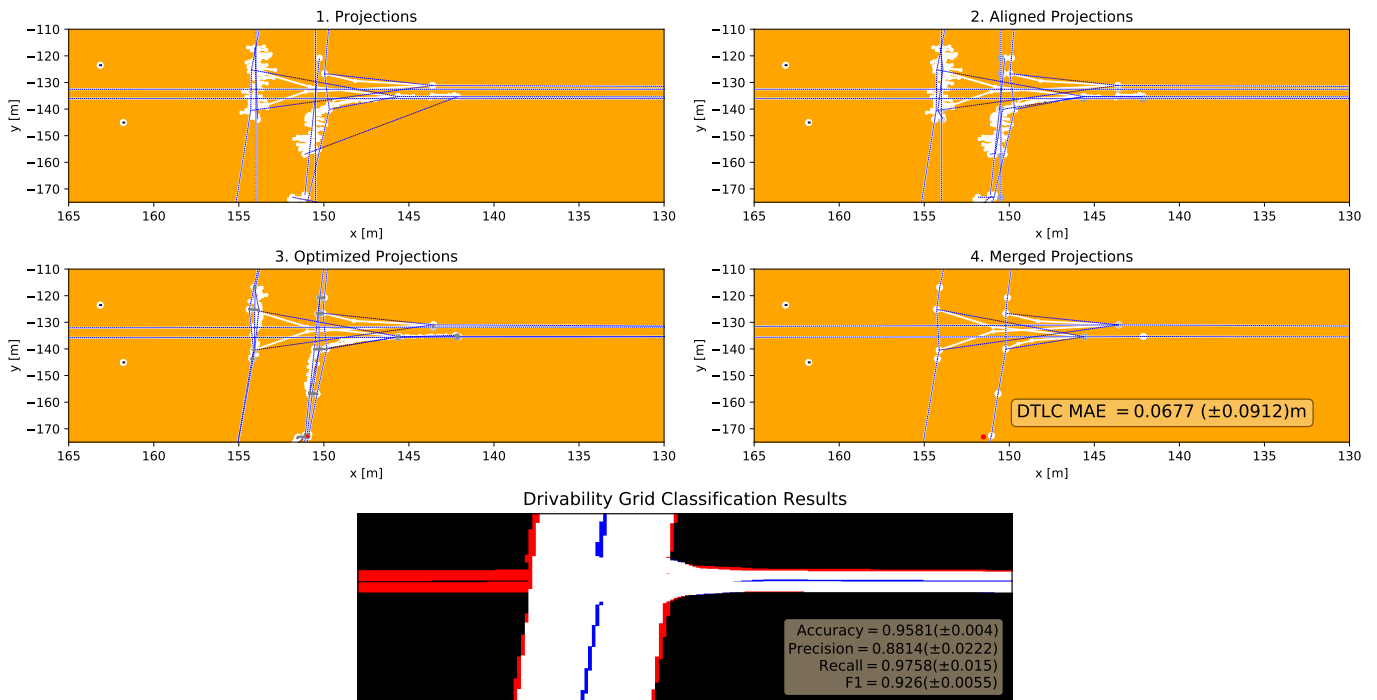 1. Projections
−110
−120
−130
−140
−150
−160
−170
y [m]
165 160 155 150 145 140 135 130
x [m]
2. Aligned Projections
−110
−120
−130
−140
−150
−160
−170
y [m]
165 160 155 150 145 140 135 130
x [m]
3. Optimized Projections
−110
−120
−130
−140
−150
−160
−170
y [m]
165 160 155 150 145 140 135 130
x [m]
4. Merged Projections
−110
−120
−130
−140
−150
−160
−170
y [m]
DTLC MAE = 0.0677 (±0.0912)m
165 160 155 150 145 140 135 130
x [m]
Drivability Grid Classification Results
Accuracy = 0.9581(±0.004)
Precision = 0.8814(±0.0222)
Recall = 0.9758(±0.015)
F1 = 0.926(±0.0055)